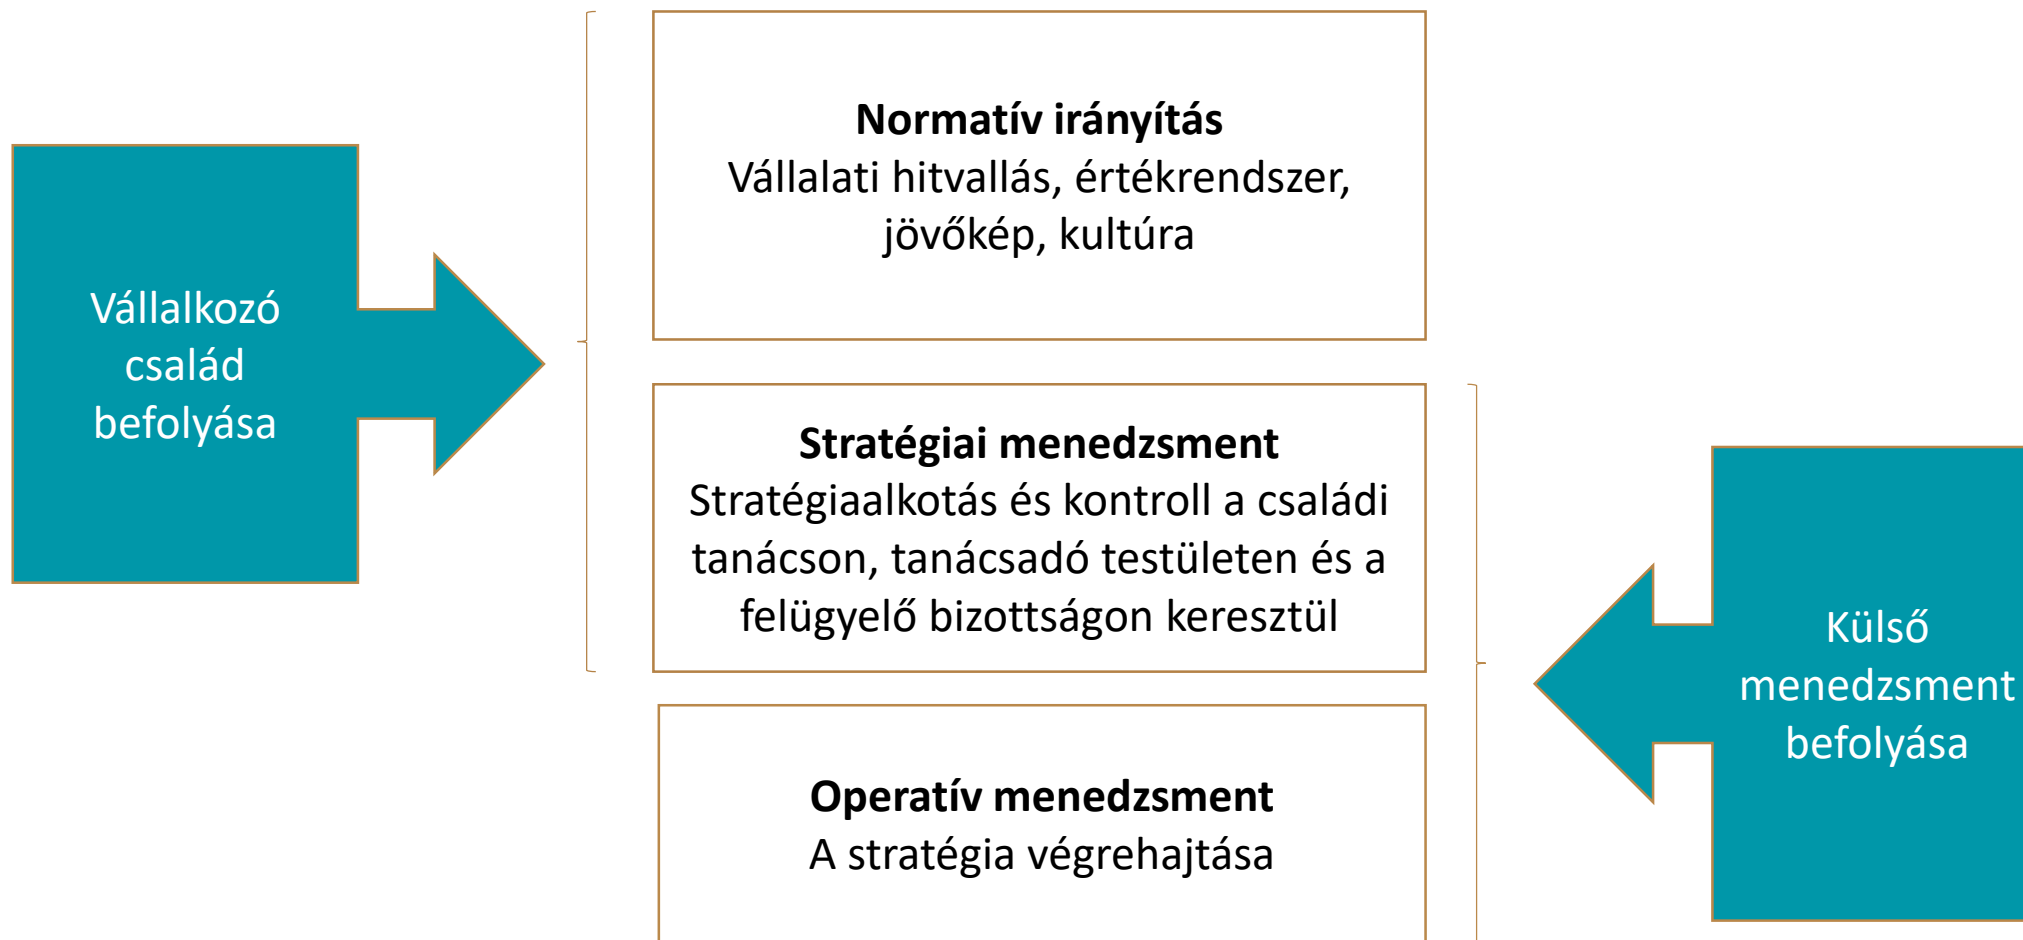 Vállalkozó
család
befolyása
Normatív irányítás
Vállalati hitvallás, értékrendszer,
jövőkép, kultúra
Stratégiai menedzsment
Stratégiaalkotás és kontroll a családi
tanácson, tanácsadó testületen és a
felügyelő bizottságon keresztül
Operatív menedzsment
A stratégia végrehajtása
Külső
menedzsment
befolyása